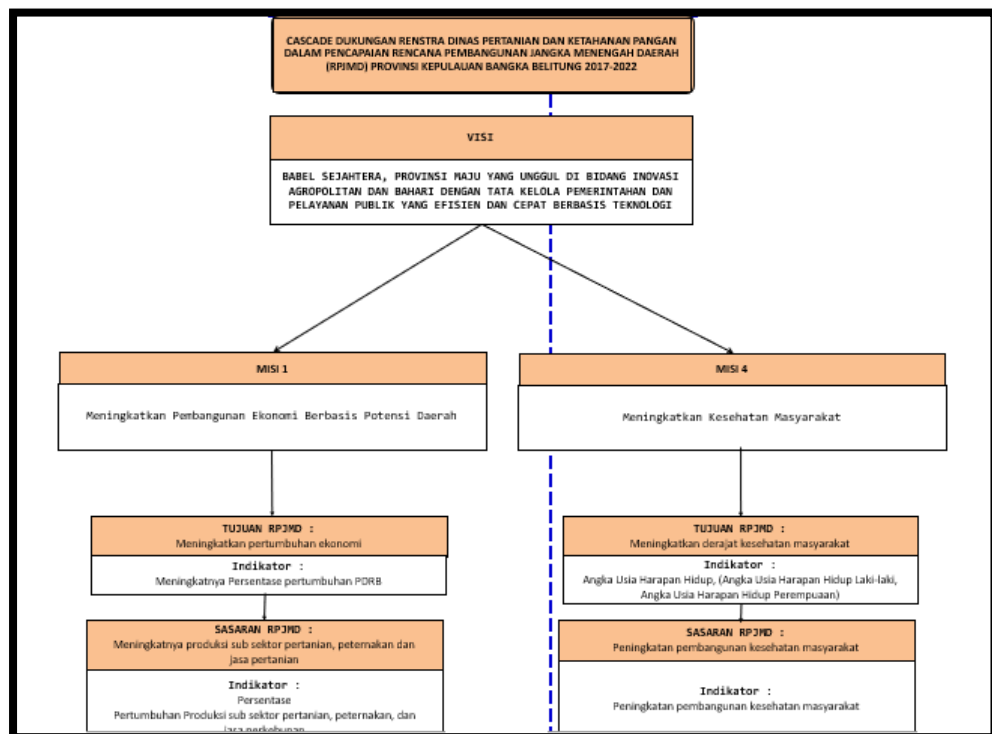 CASCADE DUKUNGAN RENSTRA DINAS PERTANIAN DAN KETAHANAN PANGAN
DALAM PENCAPAIAN RENCANA PEMBANGUNAN JANGKA MENENGAH DAERAH
(RPJMD) PROVINSI KEPULAUAN BANGKA BELITUNG 2017-2022
VISI
BABEL SEJAHTERA, PROVINSI MAJU YANG UNGGUL DI BIDANG INOVASI
AGROPOLITAN DAN BAHARI DENGAN TATA KELOLA PEMERINTAHAN DAN
PELAYANAN PUBLIK YANG EFISIEN DAN CEPAT BERBASIS TEKNOLOGI
MISI 1
Meningkatkan Pembangunan Ekonomi Berbasis Potensi Daerah
TUJUAN RPJMD :
Meningkatkan pertumbuhan ekonomi
Indikator :
Meningkatnya Persentase pertumbuhan PDRB
SASARAN RPJMD :
Meningkatnya produksi sub sektor pertanian, peternakan dan
jasa pertanian
Indikator :
Persentase
Pertumbuhan Produksi sub sektor pertanian, peternakan, dan
jasa perkebunan
MISI 4
Meningkatkan Kesehatan Masyarakat
TUJUAN RPJMD :
Meningkatkan derajat kesehatan masyarakat
Indikator :
Angka Usia Harapan Hidup, (Angka Usia Harapan Hidup Laki-laki,
Angka Usia Harapan Hidup Perempuaan)
SASARAN RPJMD :
Peningkatan pembangunan kesehatan masyarakat
Indikator :
Peningkatan pembangunan kesehatan masyarakat